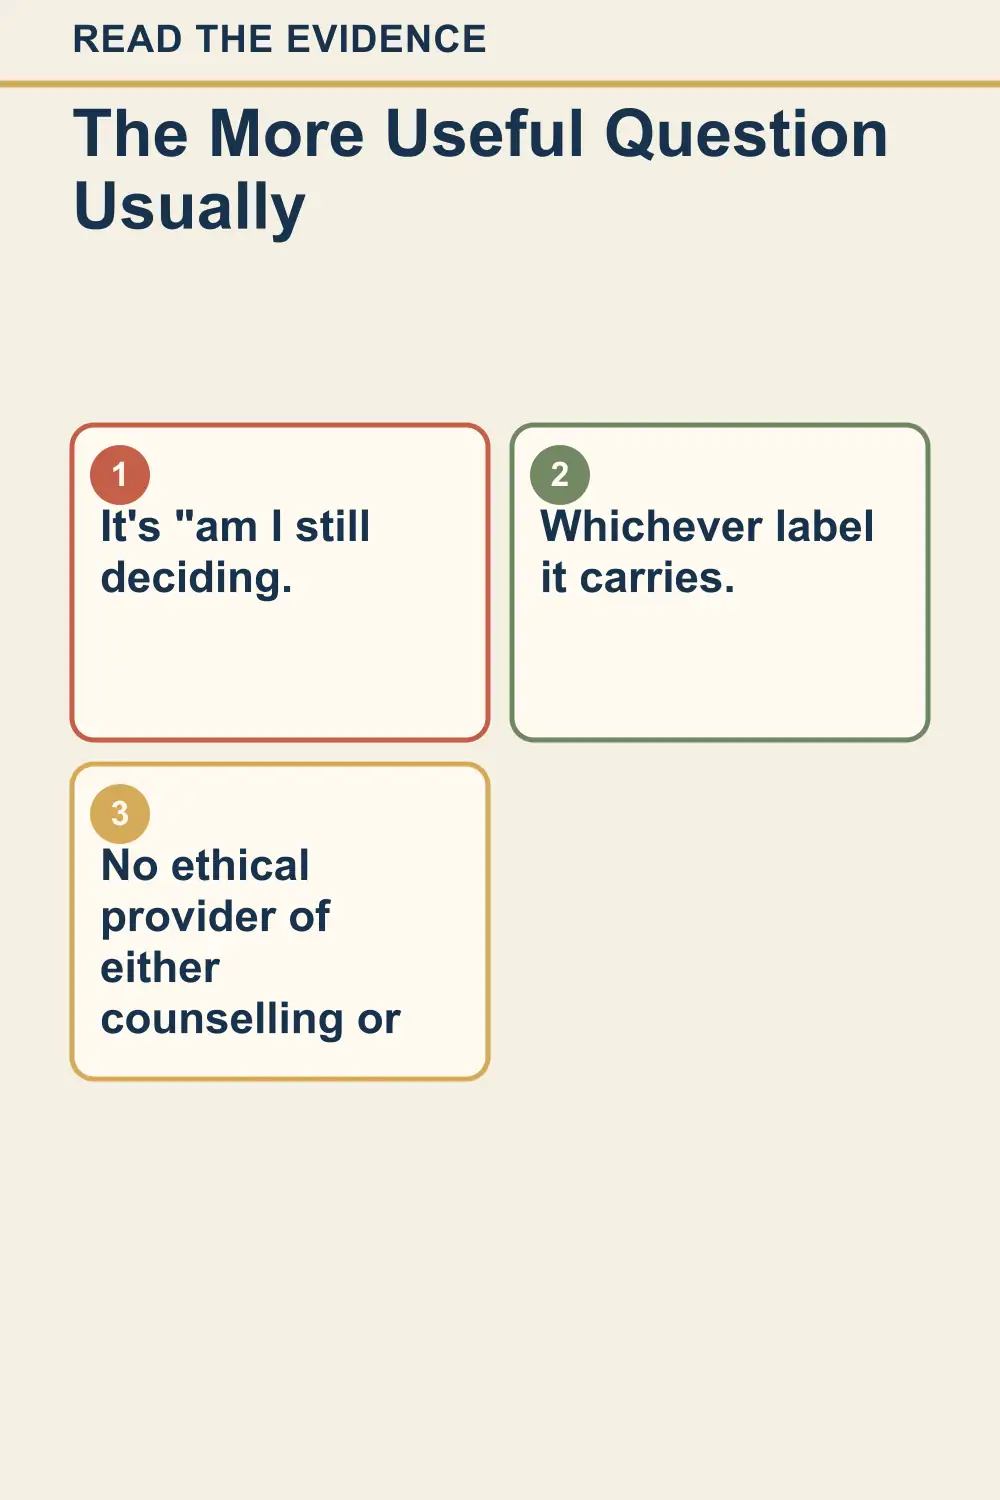 READ THE EVIDENCE
The More Useful Question
Usually
1
It's "am I still
deciding.
2
Whichever label
it carries.
3
No ethical
provider of
either
counselling or